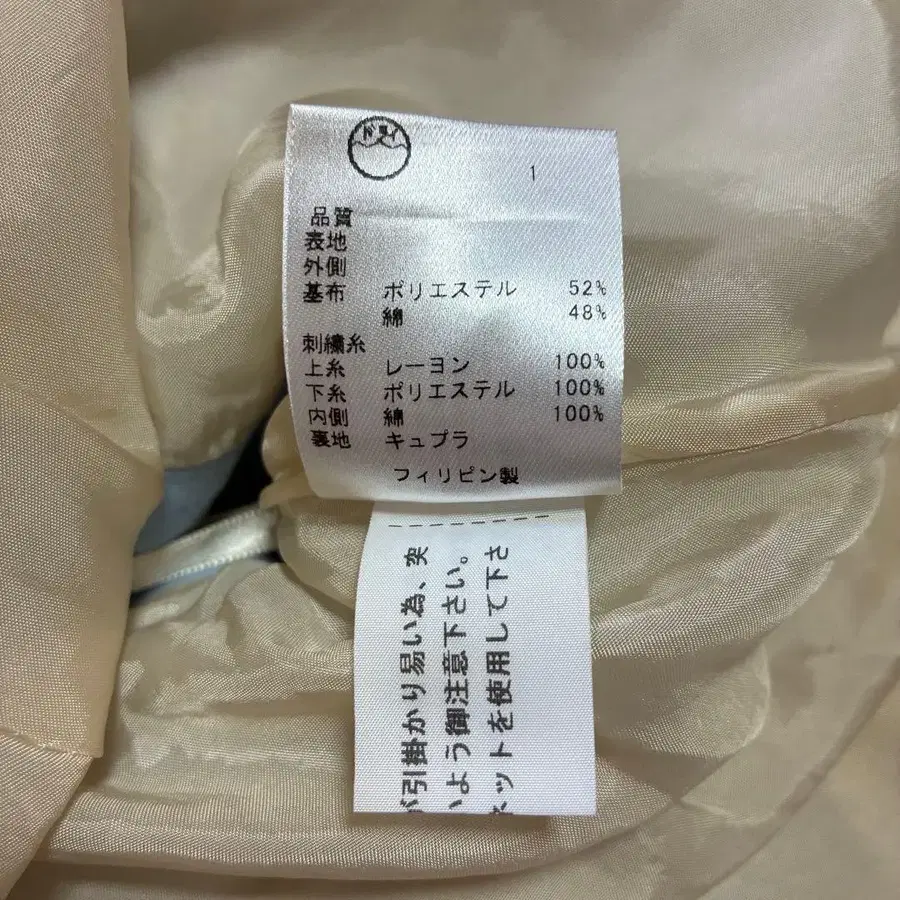 ドライ
1
品質
表地
外側
基布 ポリエステル 52%
綿 48%
刺繍糸
上糸 レーヨン 100%
下糸 ポリエステル 100%
内側 綿 100%
裏地 キュプラ
フィリピン製
が引掛かり易い為、突
いよう御注意下さい。
ネットを使用して下さ